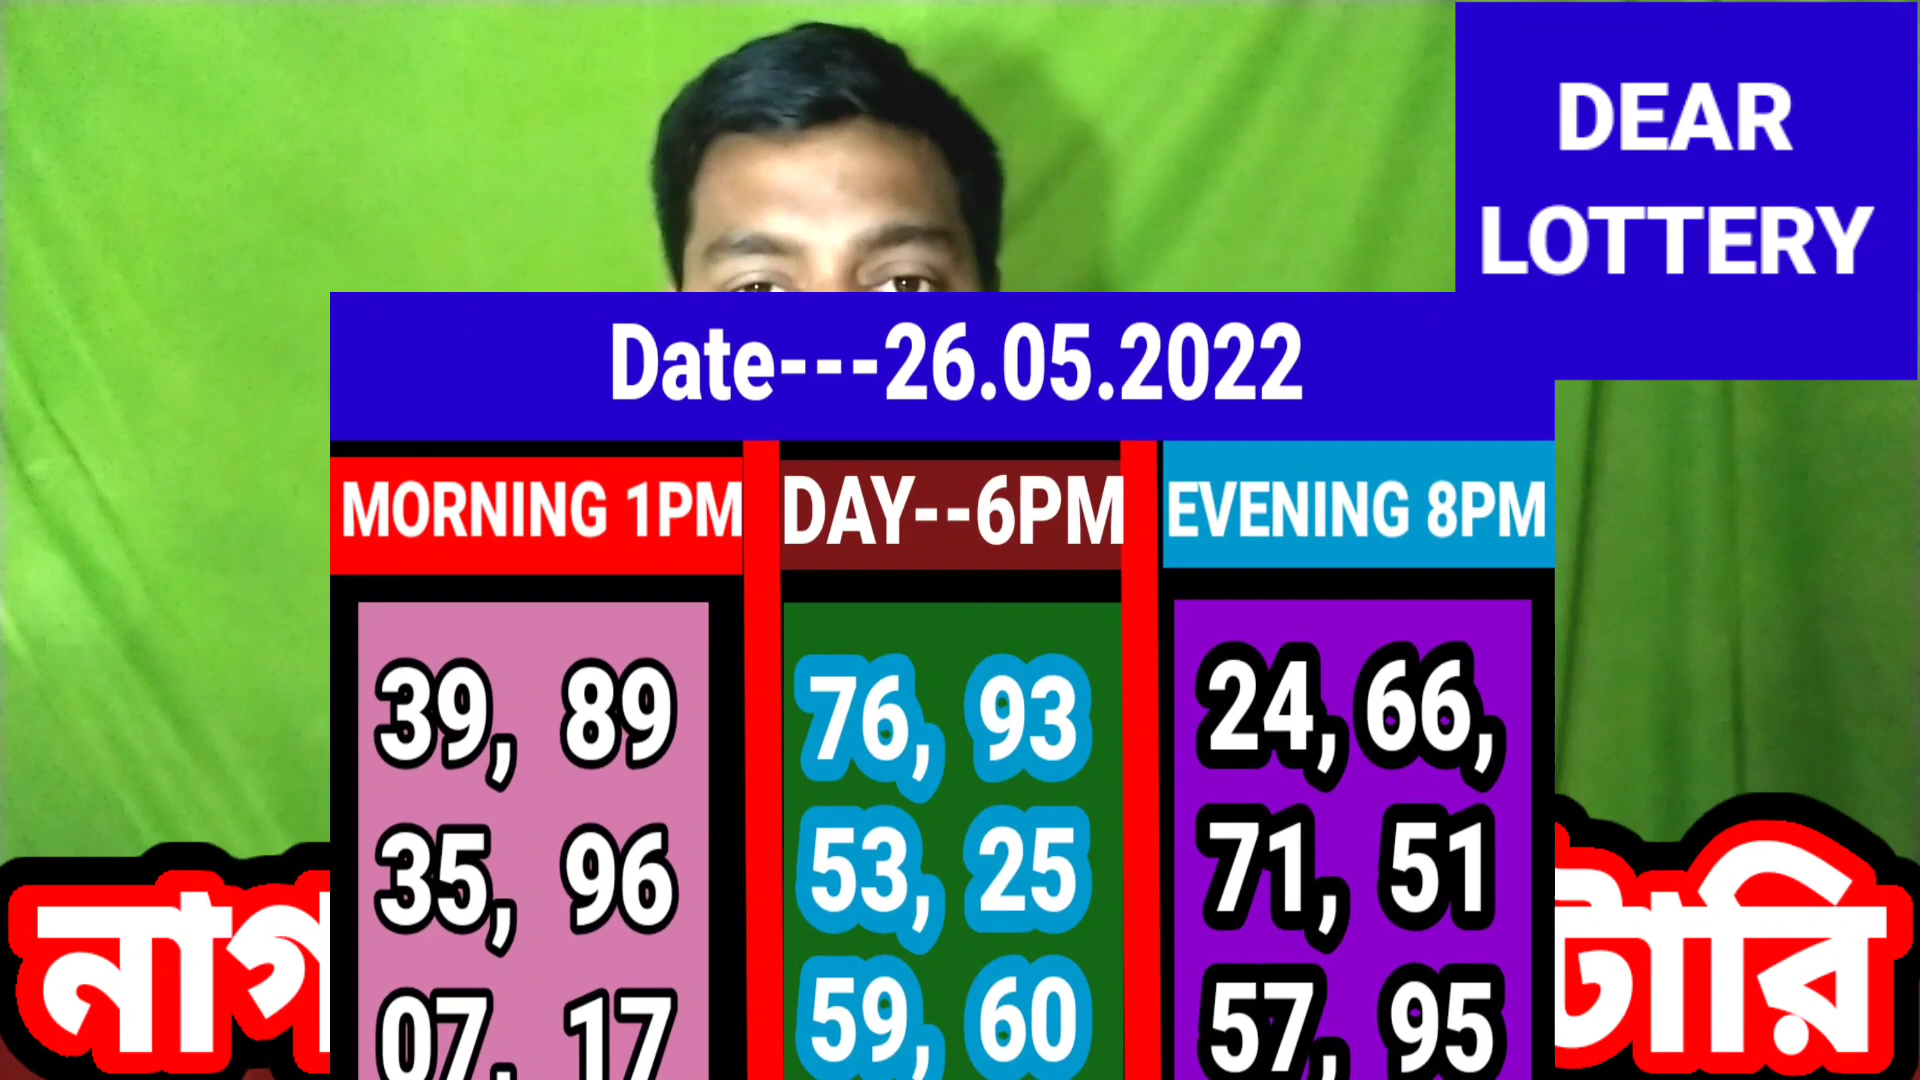 DEAR
LOTTERY
Date---26.05.2022
MORNING 1PM
DAY--6PM
EVENING 8PM
39, 89
76, 93
24, 66,
35, 96
53, 25
71, 51
07, 17
59, 60
57, 95